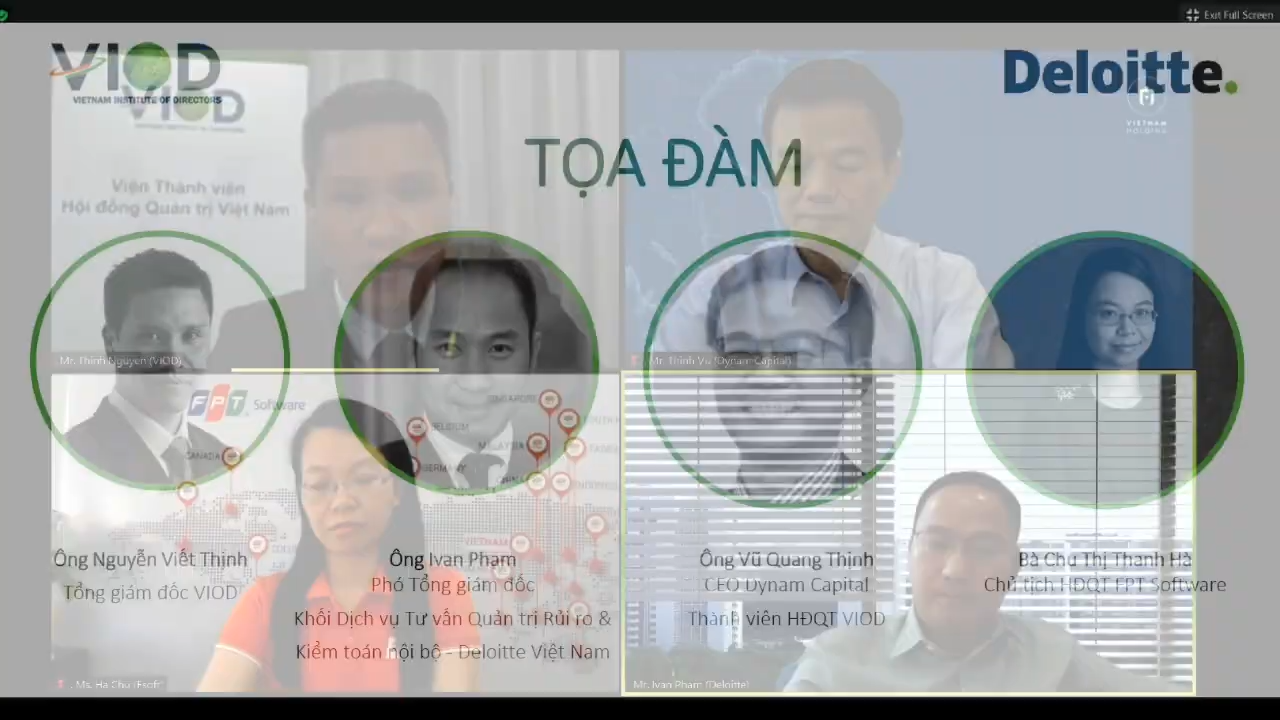 Exit Full Screen
VIOD
VIETNAM INSTITUTE OF DIRECTORS
VIOD
Deloitte.
VIETNAM
HOLDING
TỌA ĐÀM
Viện Thành viên
Hội đồng Quản trị Việt Nam
Mr. Thinh Nguyen (VIOD)
Mr. Thinh Vu (Dynam Capital)
FPT Software
SINGAPORE
BELGIUM
MALAYSIA
CANADA
GERMANY
VIETNAM
Ông Nguyễn Viết Thịnh
Tổng giám đốc VIOD
Ông Ivan Phạm
Phó Tổng giám đốc
Khối Dịch vụ Tư vấn Quản trị Rủi ro &
Kiểm toán nội bộ - Deloitte Việt Nam
Ông Vũ Quang Thịnh
CEO Dynam Capital
Thành viên HĐQT VIOD
Bà Chu Thị Thanh Hà
Chủ tịch HĐQT FPT Software
Ms. Ha Chu (Fsoft)
Mr. Ivan Pham (Deloitte)